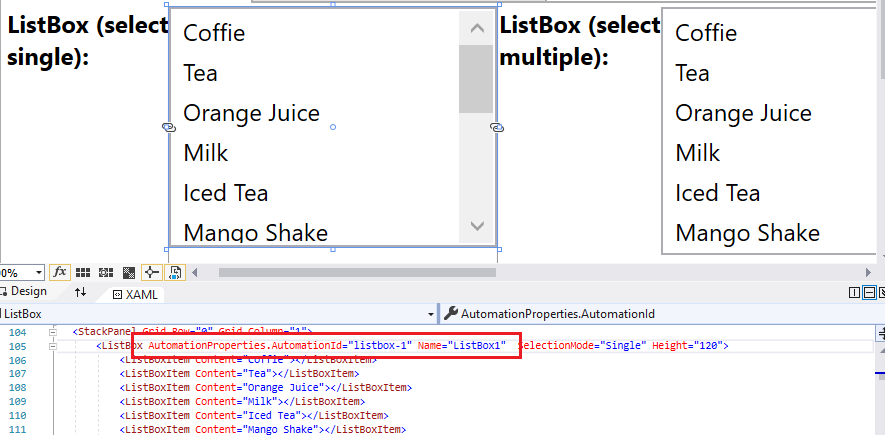 ListBox (select
single):
Coffie
Tea
Orange Juice
Milk
Iced Tea
Mango Shake
ListBox (select
multiple):
Coffie
Tea
Orange Juice
Milk
Iced Tea
Mango Shake
00%
fx
Design
XAML
ListBox
AutomationProperties.AutomationId
104 <StackPanel Grid.Row="0" Grid.Column="1">
105 <ListBox AutomationProperties.AutomationId="listbox-1" Name="ListBox1" SelectionMode="Single" Height="120">
106 <ListBoxItem Content="Coffie"></ListBoxItem>
107 <ListBoxItem Content="Tea"></ListBoxItem>
108 <ListBoxItem Content="Orange Juice"></ListBoxItem>
109 <ListBoxItem Content="Milk"></ListBoxItem>
110 <ListBoxItem Content="Iced Tea"></ListBoxItem>
111 <ListBoxItem Content="Mango Shake"></ListBoxItem>